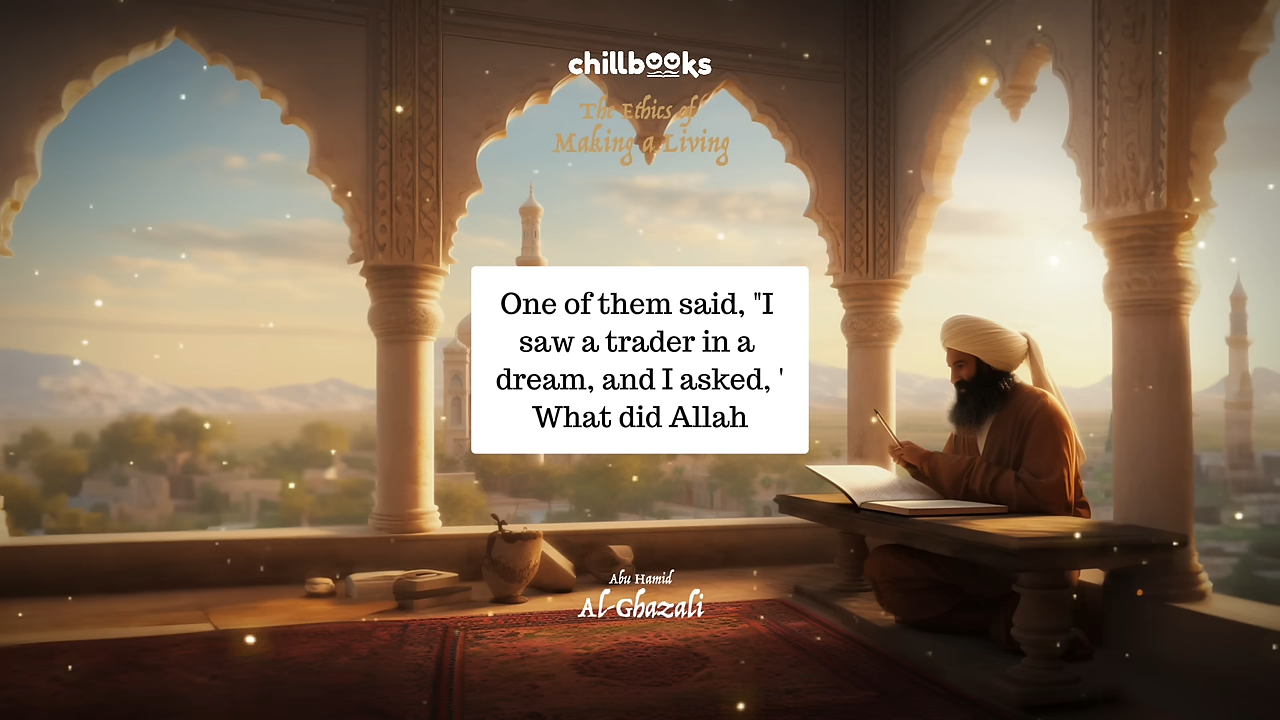 chillbooks
The Ethics of
Making a Living
One of them said, "I
saw a trader in a
dream, and I asked, '
What did Allah
Abu Hamid
Al-Ghazali